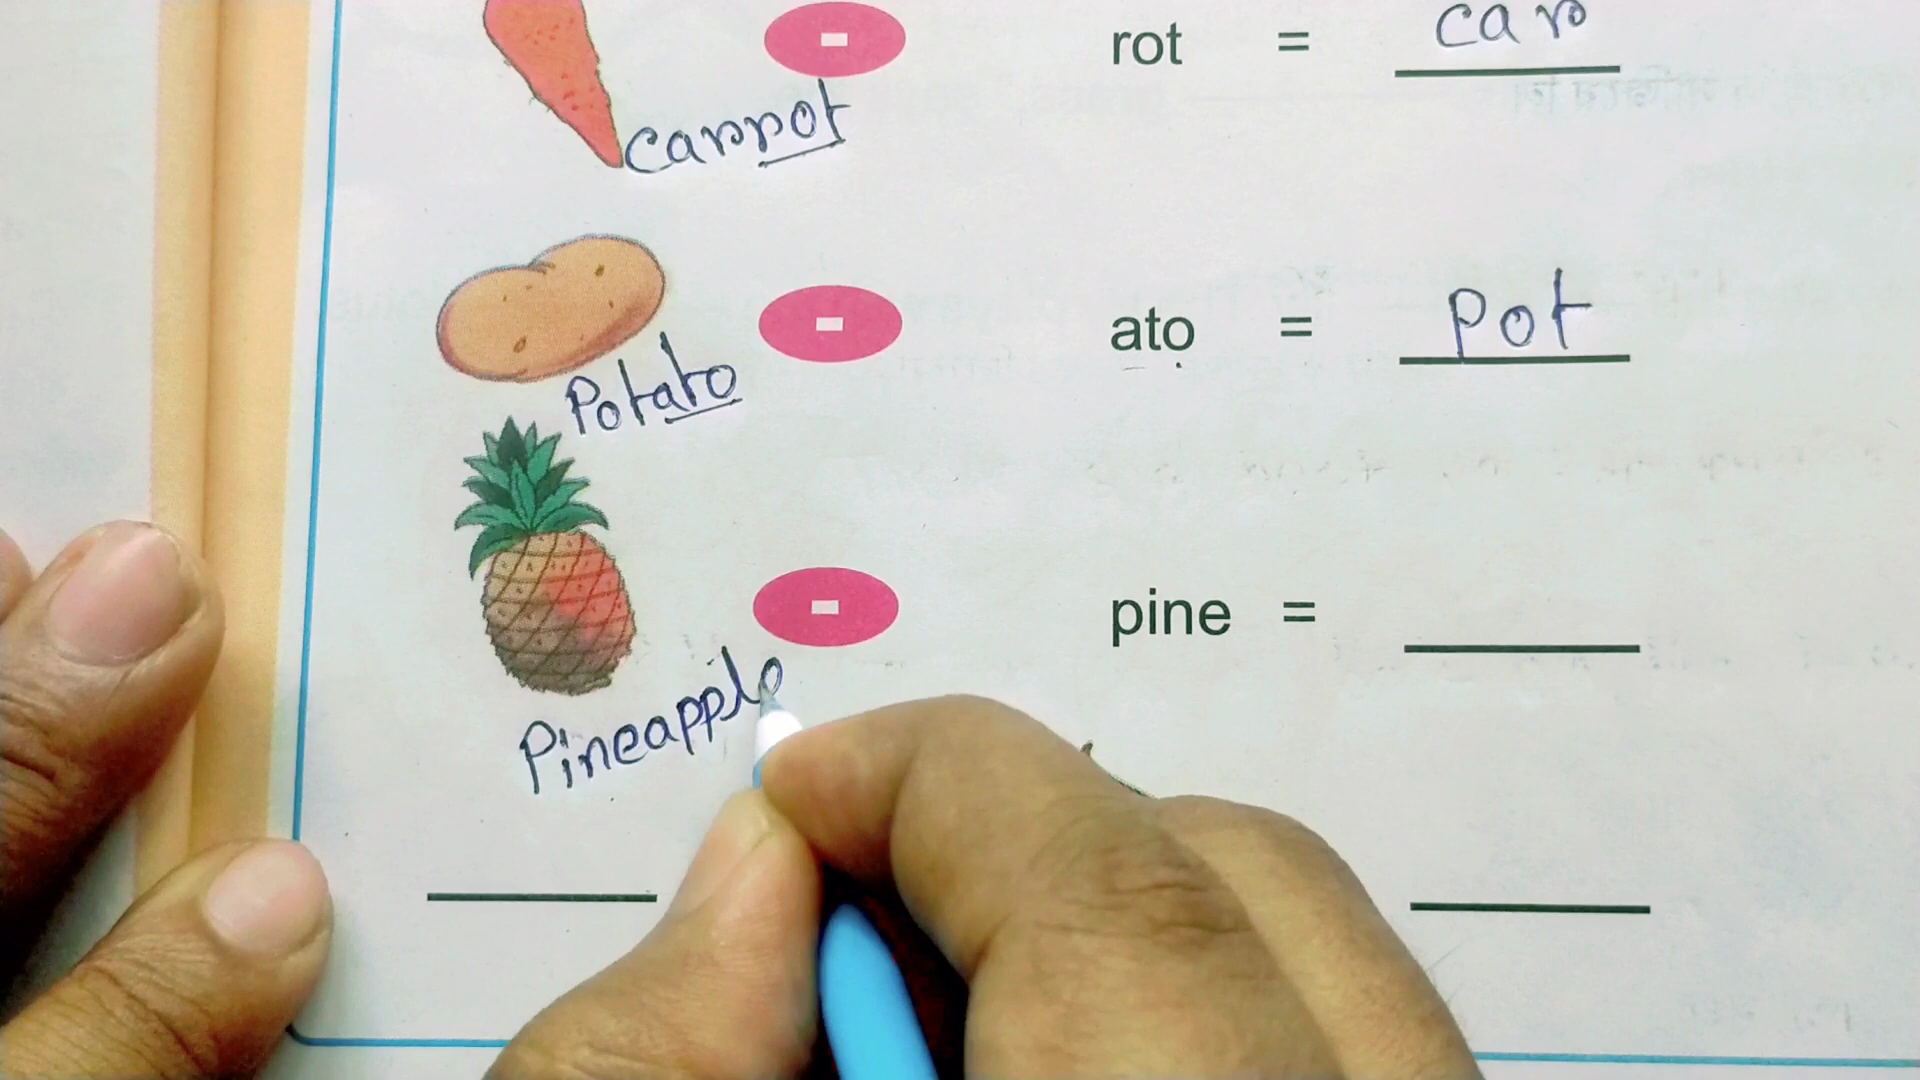 - rot = car
carrot
- ato = pot
Potato
- pine =
Pineapple